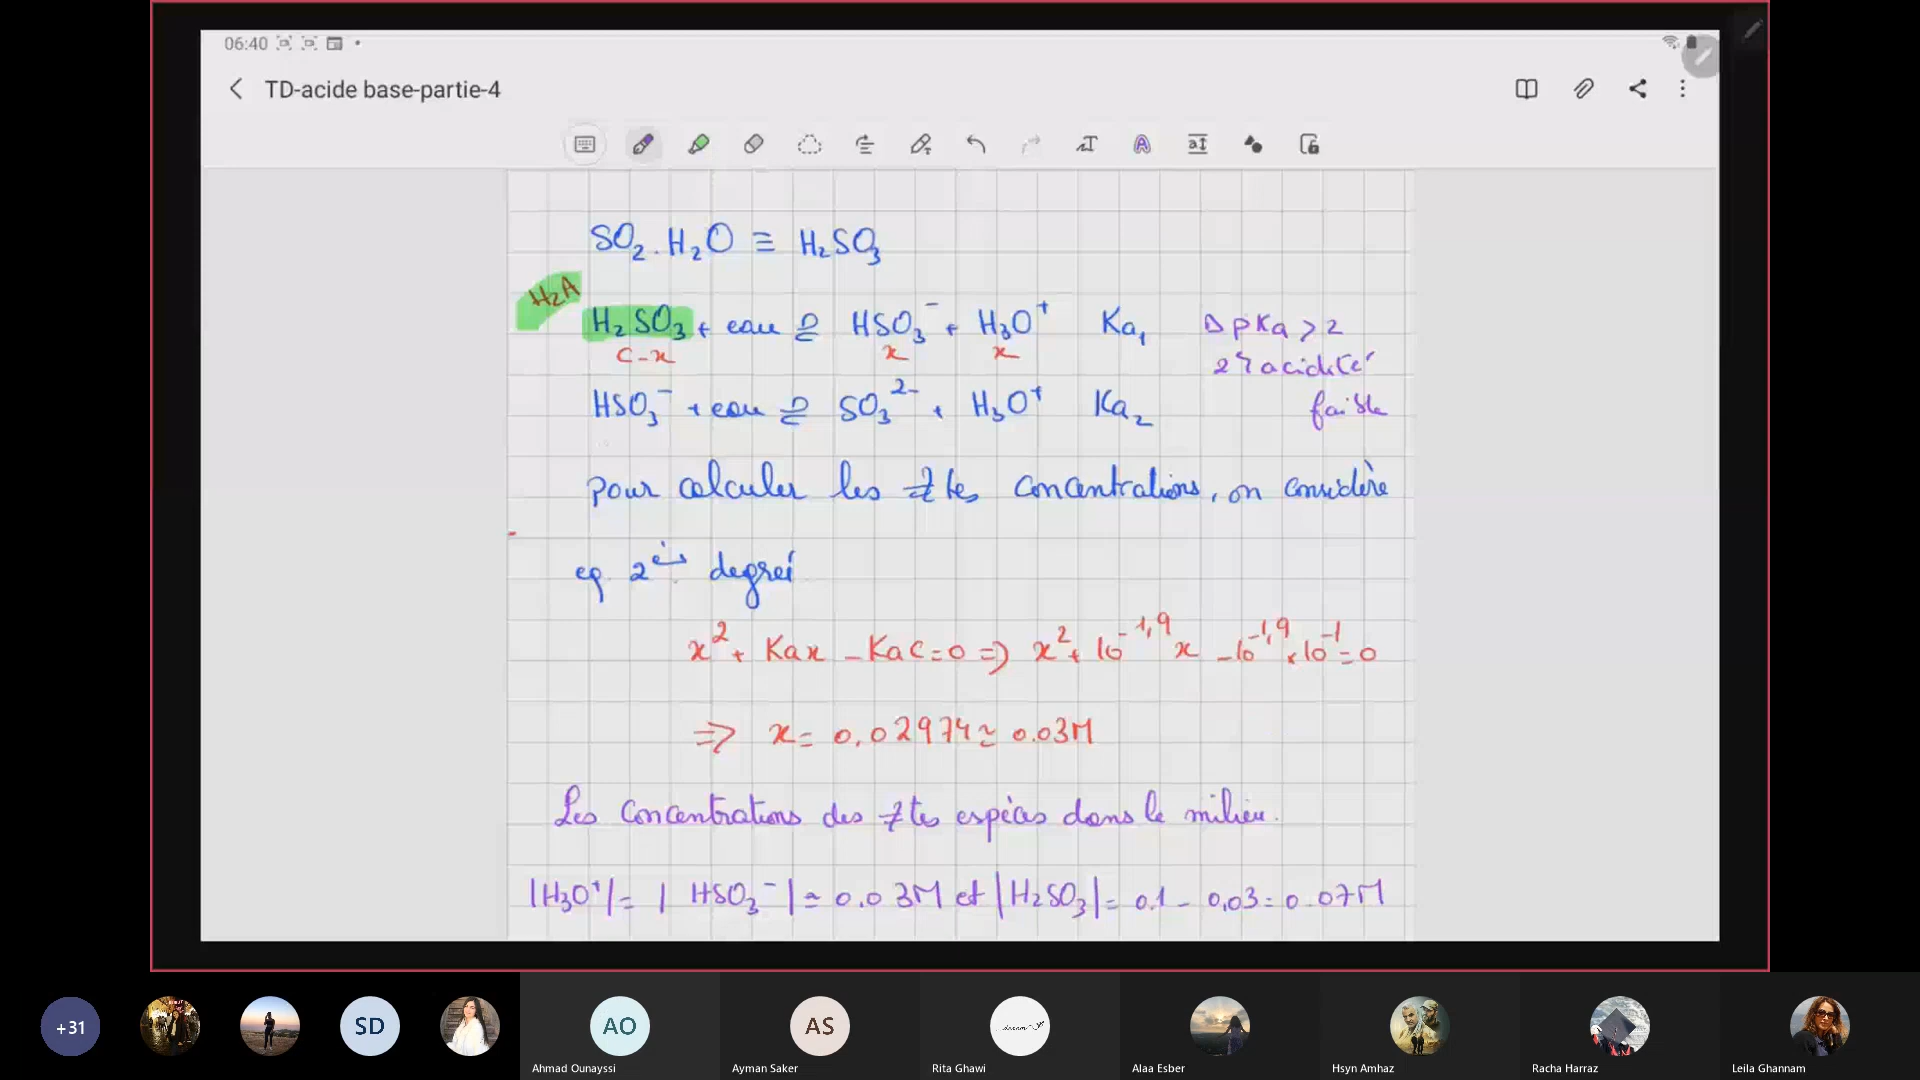 06:40
TD-acide base-partie-4
SO₂.H₂O ≡ H₂SO₃
H₂A
H₂SO₃ + eau ⇌ HSO₃⁻ + H₃O⁺ Ka₁ ΔpKa > 2
C-x x x 2ᵉ acidité
HSO₃⁻ + eau ⇌ SO₃²⁻ + H₃O⁺ Ka₂ faible
pour calculer les ≠tes concentrations, on considère
eq. 2ᵉ degré
x² + Kax - KaC = 0 => x² + 10⁻¹,⁹ x - 10⁻¹,⁹ x 10⁻¹ = 0
=> x = 0,02974 ≃ 0.03M
Les concentrations des ≠tes espèces dans le milieu.
|H₃O⁺| = |HSO₃⁻| ≃ 0.03M et |H₂SO₃| = 0.1 - 0,03 = 0.07M
+31
SD
AO
AS
dream
Ahmad Ounayssi
Ayman Saker
Rita Ghawi
Alaa Esber
Hsyn Amhaz
Racha Harraz
Leila Ghannam